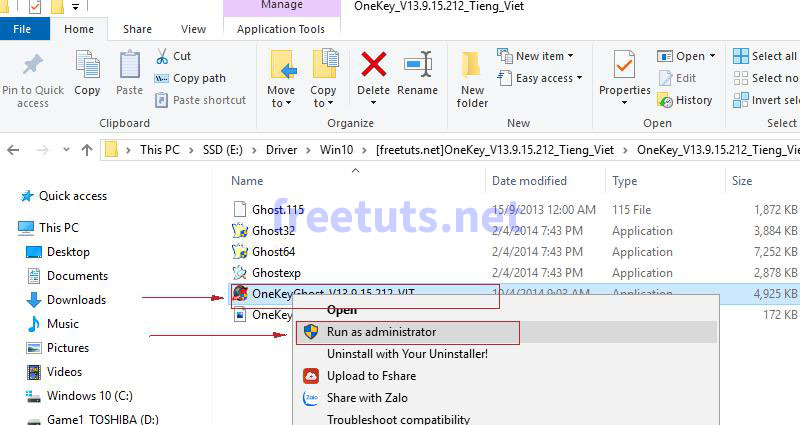 Manage
OneKey_V13.9.15.212_Tieng_Viet
File
Home
Share
View
Application Tools
Pin to Quick access
Copy
Paste
Cut
Copy path
Paste shortcut
Clipboard
Move to
Copy to
Delete
Rename
Organize
New folder
New item
Easy access
New
Properties
Open
Edit
History
Open
Select all
Select no
Invert selec
Select
This PC
SSD (E:)
Driver
Win10
[freetuts.net]OneKey_V13.9.15.212_Tieng_Viet
OneKey_V13.9.15.212_Tieng_Vie
Quick access
This PC
Desktop
Documents
Downloads
Music
Pictures
Videos
Windows 10 (C:)
Game1 TOSHIBA (D:)
Name
Date modified
Type
Size
Ghost.115
15/9/2013 12:00 AM
115 File
1,872 KB
Ghost32
2/4/2014 7:43 PM
Application
3,884 KB
Ghost64
2/4/2014 7:43 PM
Application
7,252 KB
Ghostexp
2/4/2014 7:43 PM
Application
2,878 KB
OneKeyGhost_V13.9.15.212_VIT
10/4/2014 9:03 AM
Application
4,925 KB
OneKey
172 KB
freetuts.net
Open
Run as administrator
Uninstall with Your Uninstaller!
Upload to Fshare
Zalo
Share with Zalo
Troubleshoot compatibility